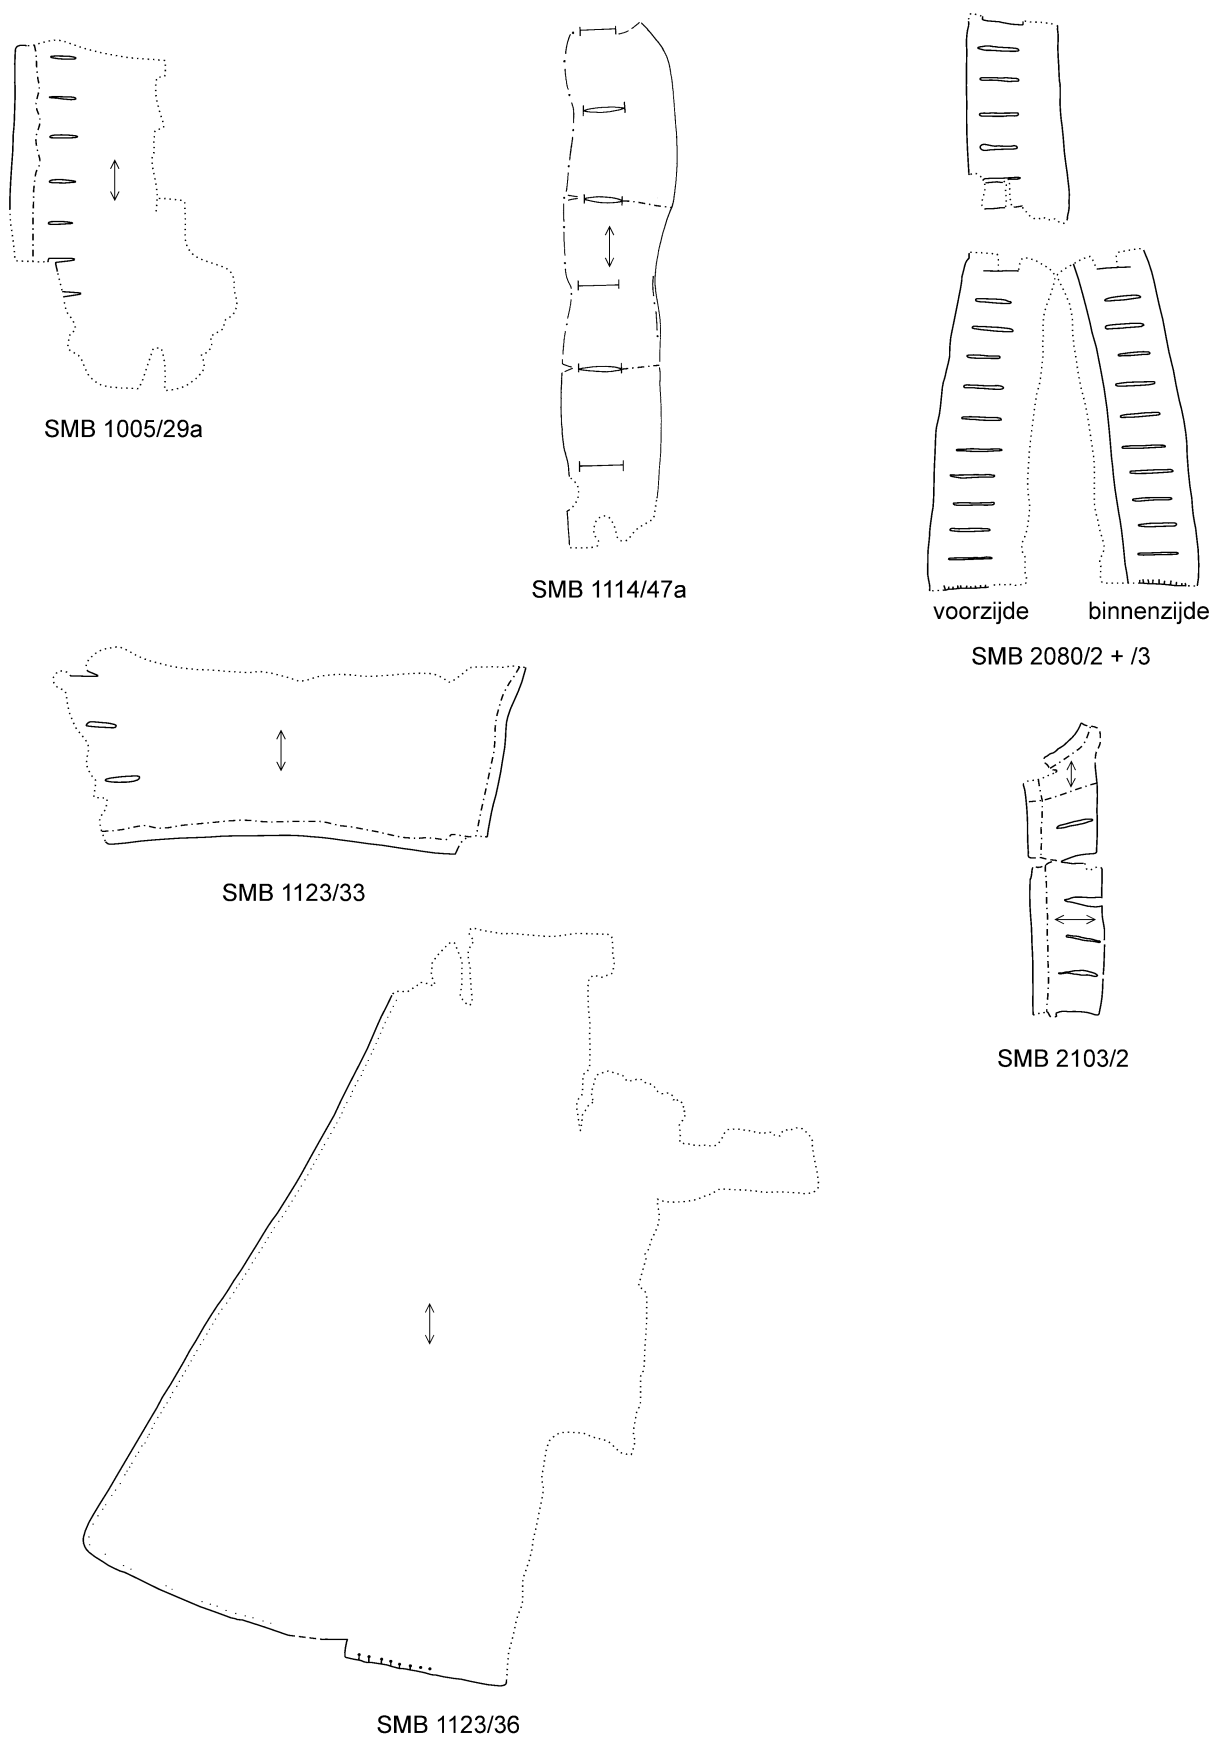 SMB 1005/29a
SMB 1114/47a
voorzijde binnenzijde
SMB 2080/2 + /3
SMB 1123/33
SMB 2103/2
SMB 1123/36